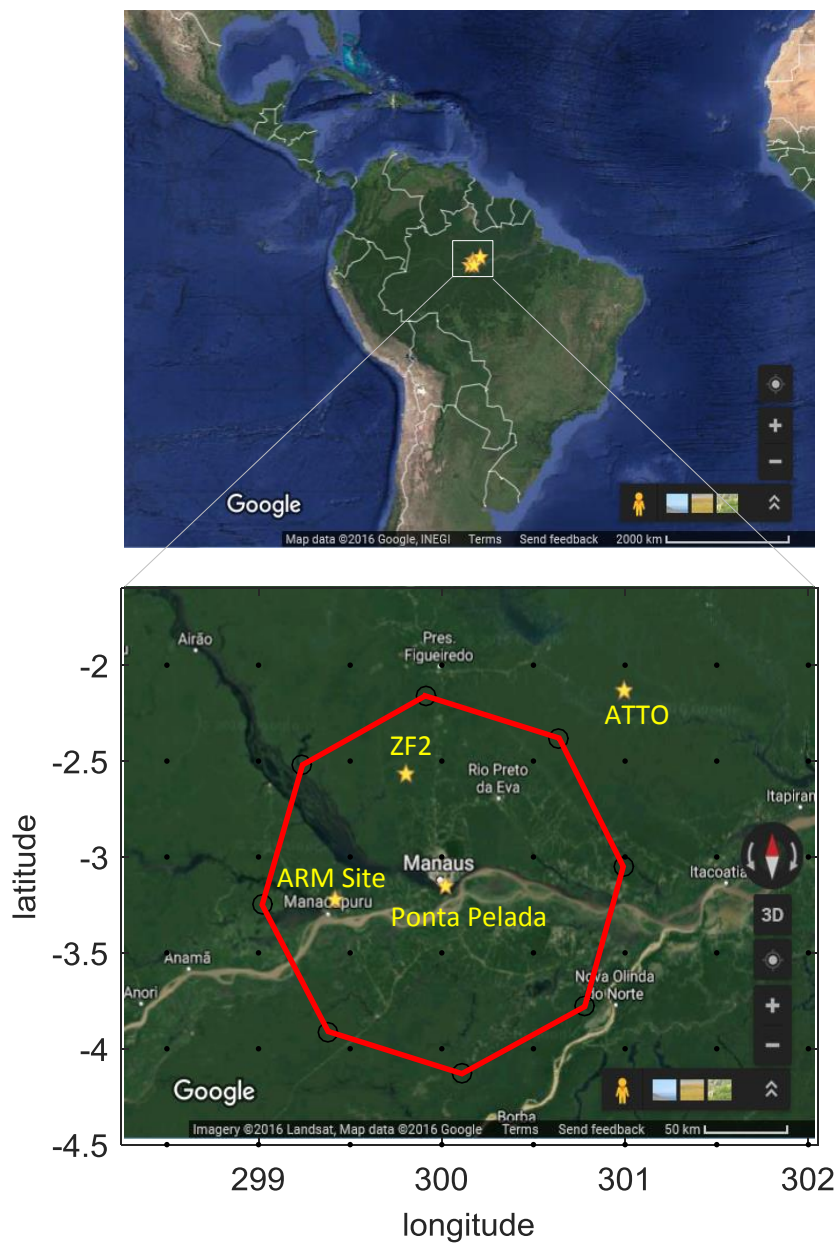 Google
Map data ©2016 Google, INEGI Terms Send feedback 2000 km
Airão
Pres.
Figueiredo
ATTO
ZF2
Rio Preto
da Eva
Itapiran
Manaus
Itacoatia
ARM Site
Manacapuru
Ponta Pelada
3D
Anamã
Nova Olinda
do Norte
Anori
Google
Borba
Imagery ©2016 Landsat, Map data ©2016 Google Terms Send feedback 50 km
-2
-2.5
-3
-3.5
-4
-4.5
latitude
299 300 301 302
longitude